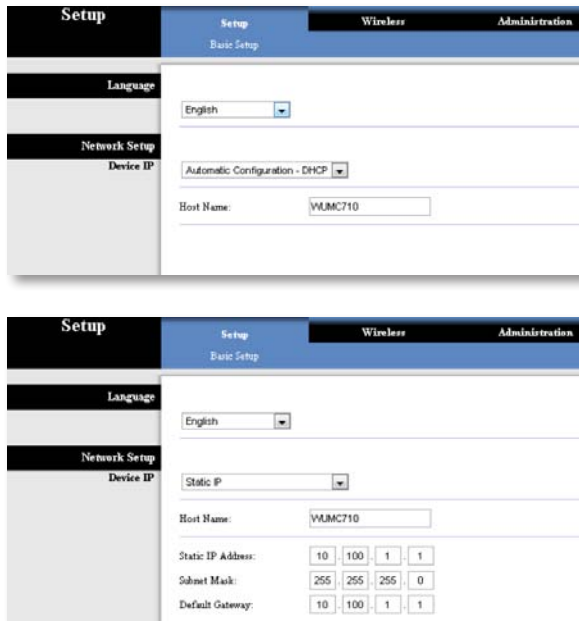 Setup
Setup Wireless Administration
Basic Setup
Language
English
Network Setup
Device IP
Automatic Configuration - DHCP
Host Name: WUMC710
Setup
Setup Wireless Administration
Basic Setup
Language
English
Network Setup
Device IP
Static IP
Host Name: WUMC710
Static IP Address: 10 . 100 . 1 . 1
Subnet Mask: 255 . 255 . 255 . 0
Default Gateway: 10 . 100 . 1 . 1